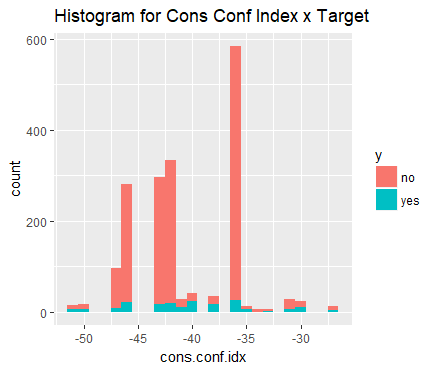 Histogram for Cons Conf Index x Target
600
400
200
0
count
-50
-45
-40
-35
-30
cons.conf.idx
y
no
yes